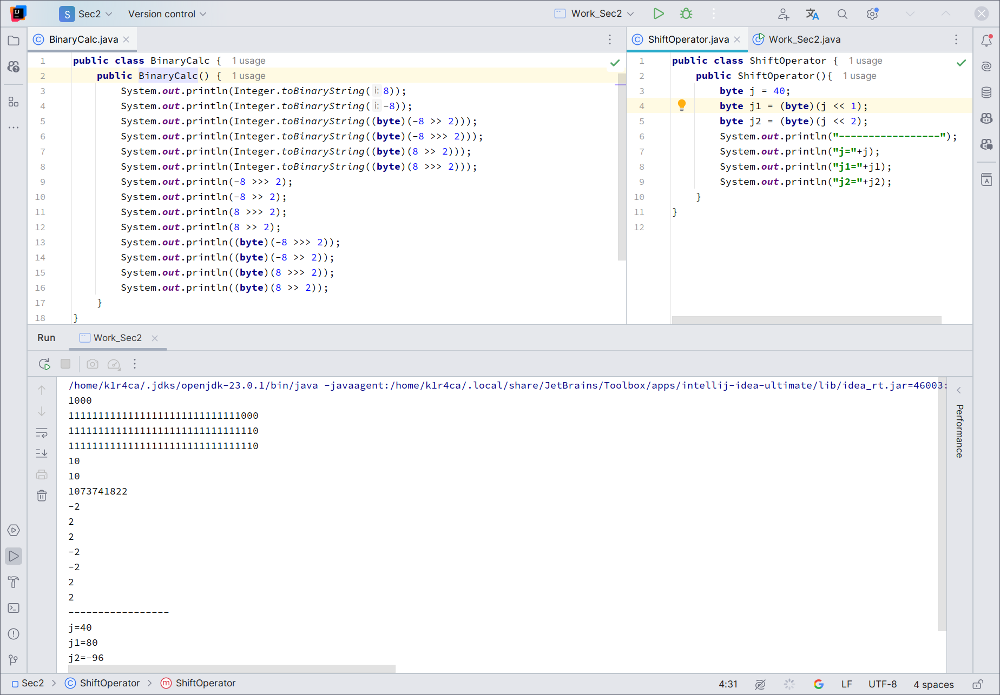 S Sec2 Version control Work_Sec2
BinaryCalc.java
1 public class BinaryCalc { 1 usage
2 public BinaryCalc() { 1 usage
3 System.out.println(Integer.toBinaryString( i: 8));
4 System.out.println(Integer.toBinaryString( i: -8));
5 System.out.println(Integer.toBinaryString((byte)(-8 >> 2)));
6 System.out.println(Integer.toBinaryString((byte)(-8 >>> 2)));
7 System.out.println(Integer.toBinaryString((byte)(8 >> 2)));
8 System.out.println(Integer.toBinaryString((byte)(8 >>> 2)));
9 System.out.println(-8 >>> 2);
10 System.out.println(-8 >> 2);
11 System.out.println(8 >>> 2);
12 System.out.println(8 >> 2);
13 System.out.println((byte)(-8 >>> 2));
14 System.out.println((byte)(-8 >> 2));
15 System.out.println((byte)(8 >>> 2));
16 System.out.println((byte)(8 >> 2));
17 }
18 }
ShiftOperator.java Work_Sec2.java
1 public class ShiftOperator { 1 usage
2 public ShiftOperator(){ 1 usage
3 byte j = 40;
4 byte j1 = (byte)(j << 1);
5 byte j2 = (byte)(j << 2);
6 System.out.println("-----------------");
7 System.out.println("j="+j);
8 System.out.println("j1="+j1);
9 System.out.println("j2="+j2);
10 }
11 }
12
Run Work_Sec2
/home/k1r4ca/.jdks/openjdk-23.0.1/bin/java -javaagent:/home/k1r4ca/.local/share/JetBrains/Toolbox/apps/intellij-idea-ultimate/lib/idea_rt.jar=46003:
1000
11111111111111111111111111111000
11111111111111111111111111111110
11111111111111111111111111111110
10
10
1073741822
-2
2
2
-2
-2
2
2
-----------------
j=40
j1=80
j2=-96
Performance
Sec2 ShiftOperator ShiftOperator 4:31 LF UTF-8 4 spaces